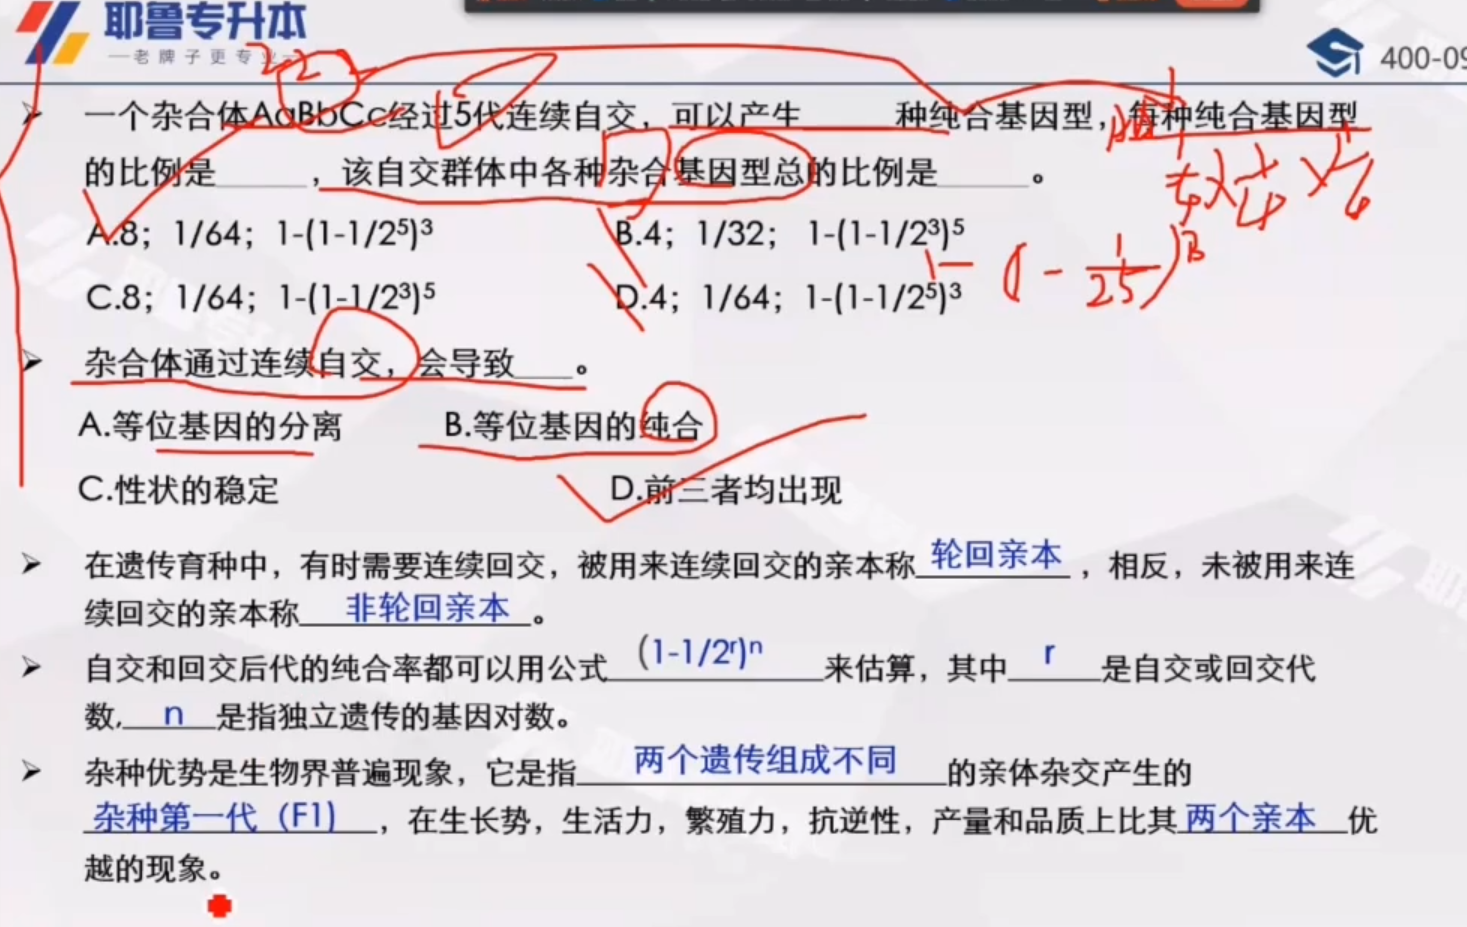 耶鲁专升本
—老牌子更专业—
400-09
2 2 2
一个杂合体AaBbCc经过5代连续自交，可以产生______种纯合基因型，每种纯合基因型
的比例是_____，该自交群体中各种杂合基因型总的比例是_____。
A.8；1/64；1-(1-1/2⁵)³
B.4；1/32；1-(1-1/2³)⁵
1-(1-1/25)
C.8；1/64；1-(1-1/2³)⁵
D.4；1/64；1-(1-1/2⁵)³
杂合体通过连续自交，会导致___。
A.等位基因的分离
B.等位基因的纯合
C.性状的稳定
D.前三者均出现
在遗传育种中，有时需要连续回交，被用来连续回交的亲本称轮回亲本，相反，未被用来连
续回交的亲本称非轮回亲本。
自交和回交后代的纯合率都可以用公式(1-1/2ʳ)ⁿ来估算，其中r是自交或回交代
数,n是指独立遗传的基因对数。
杂种优势是生物界普遍现象，它是指两个遗传组成不同的亲体杂交产生的
杂种第一代（F1），在生长势，生活力，繁殖力，抗逆性，产量和品质上比其两个亲本优
越的现象。